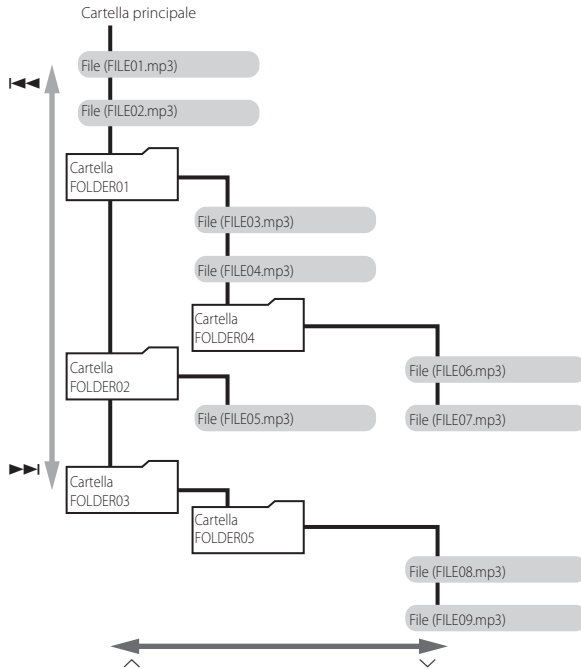 Cartella principale
File (FILE01.mp3)
File (FILE02.mp3)
Cartella
FOLDER01
File (FILE03.mp3)
File (FILE04.mp3)
Cartella
FOLDER04
File (FILE06.mp3)
File (FILE07.mp3)
Cartella
FOLDER02
File (FILE05.mp3)
Cartella
FOLDER03
Cartella
FOLDER05
File (FILE08.mp3)
File (FILE09.mp3)